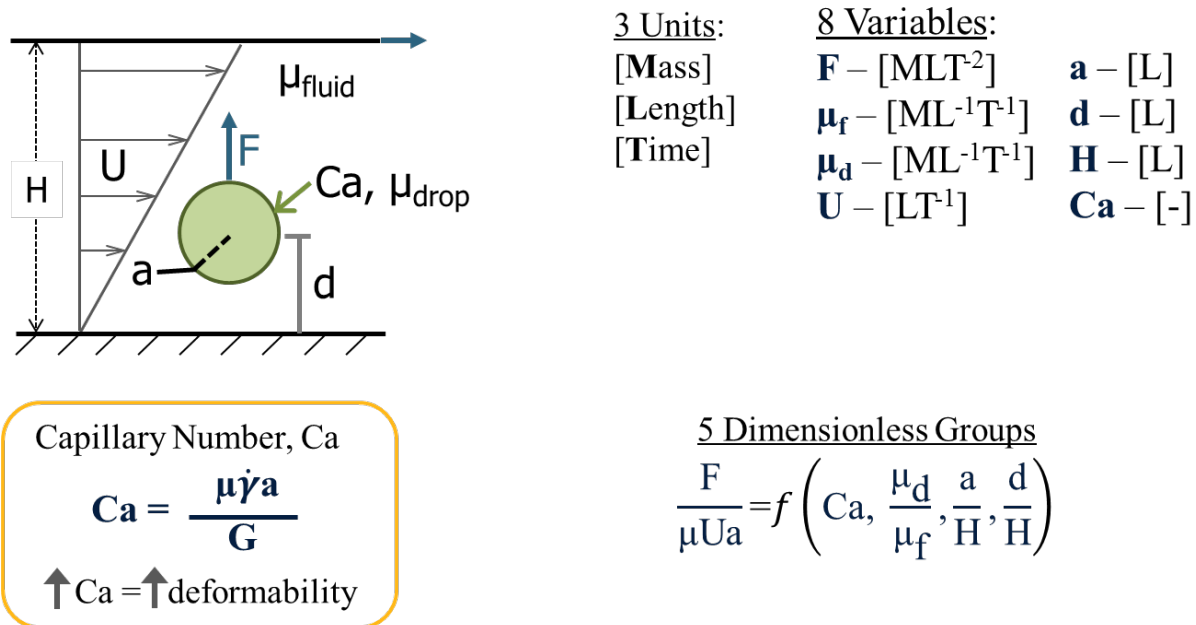 H
U
μfluid
F
Ca, μdrop
a
d
3 Units:
[Mass]
[Length]
[Time]
8 Variables:
F – [MLT⁻²]
μf – [ML⁻¹T⁻¹]
μd – [ML⁻¹T⁻¹]
U – [LT⁻¹]
a – [L]
d – [L]
H – [L]
Ca – [-]
Capillary Number, Ca
Ca = μγ̇a / G
↑ Ca = ↑ deformability
5 Dimensionless Groups
F / μUa = f (Ca, μd / μf, a / H, d / H)